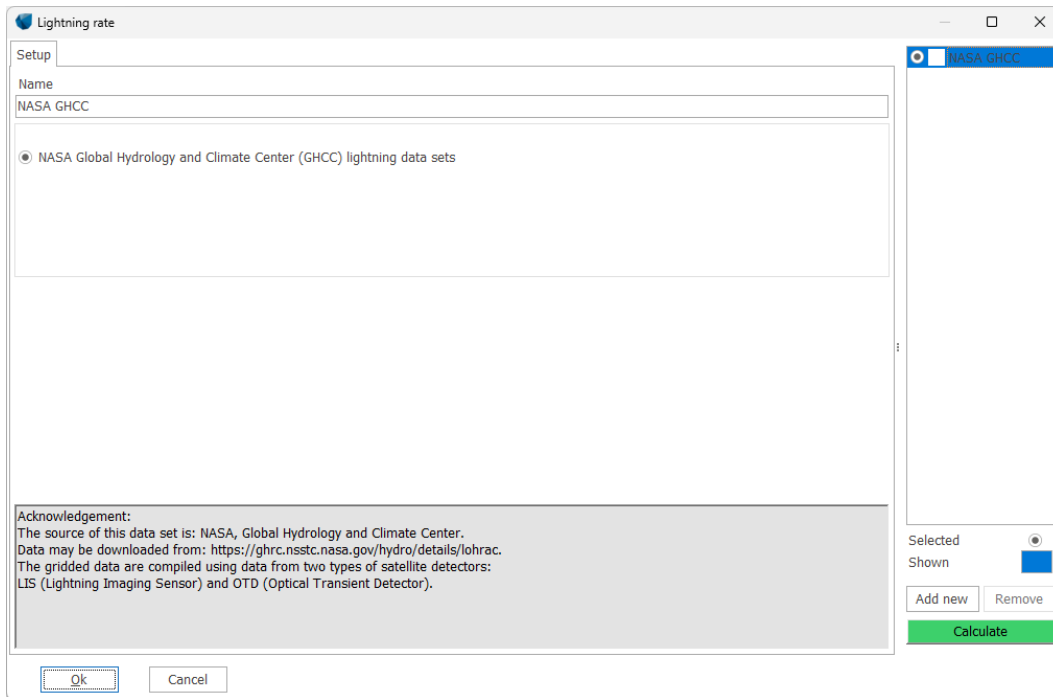 Lightning rate
Setup
Name
NASA GHCC
NASA Global Hydrology and Climate Center (GHCC) lightning data sets
Acknowledgement:
The source of this data set is: NASA, Global Hydrology and Climate Center.
Data may be downloaded from: https://ghrc.nsstc.nasa.gov/hydro/details/lohrac.
The gridded data are compiled using data from two types of satellite detectors:
LIS (Lightning Imaging Sensor) and OTD (Optical Transient Detector).
Ok Cancel
NASA GHCC
Selected
Shown
Add new Remove
Calculate